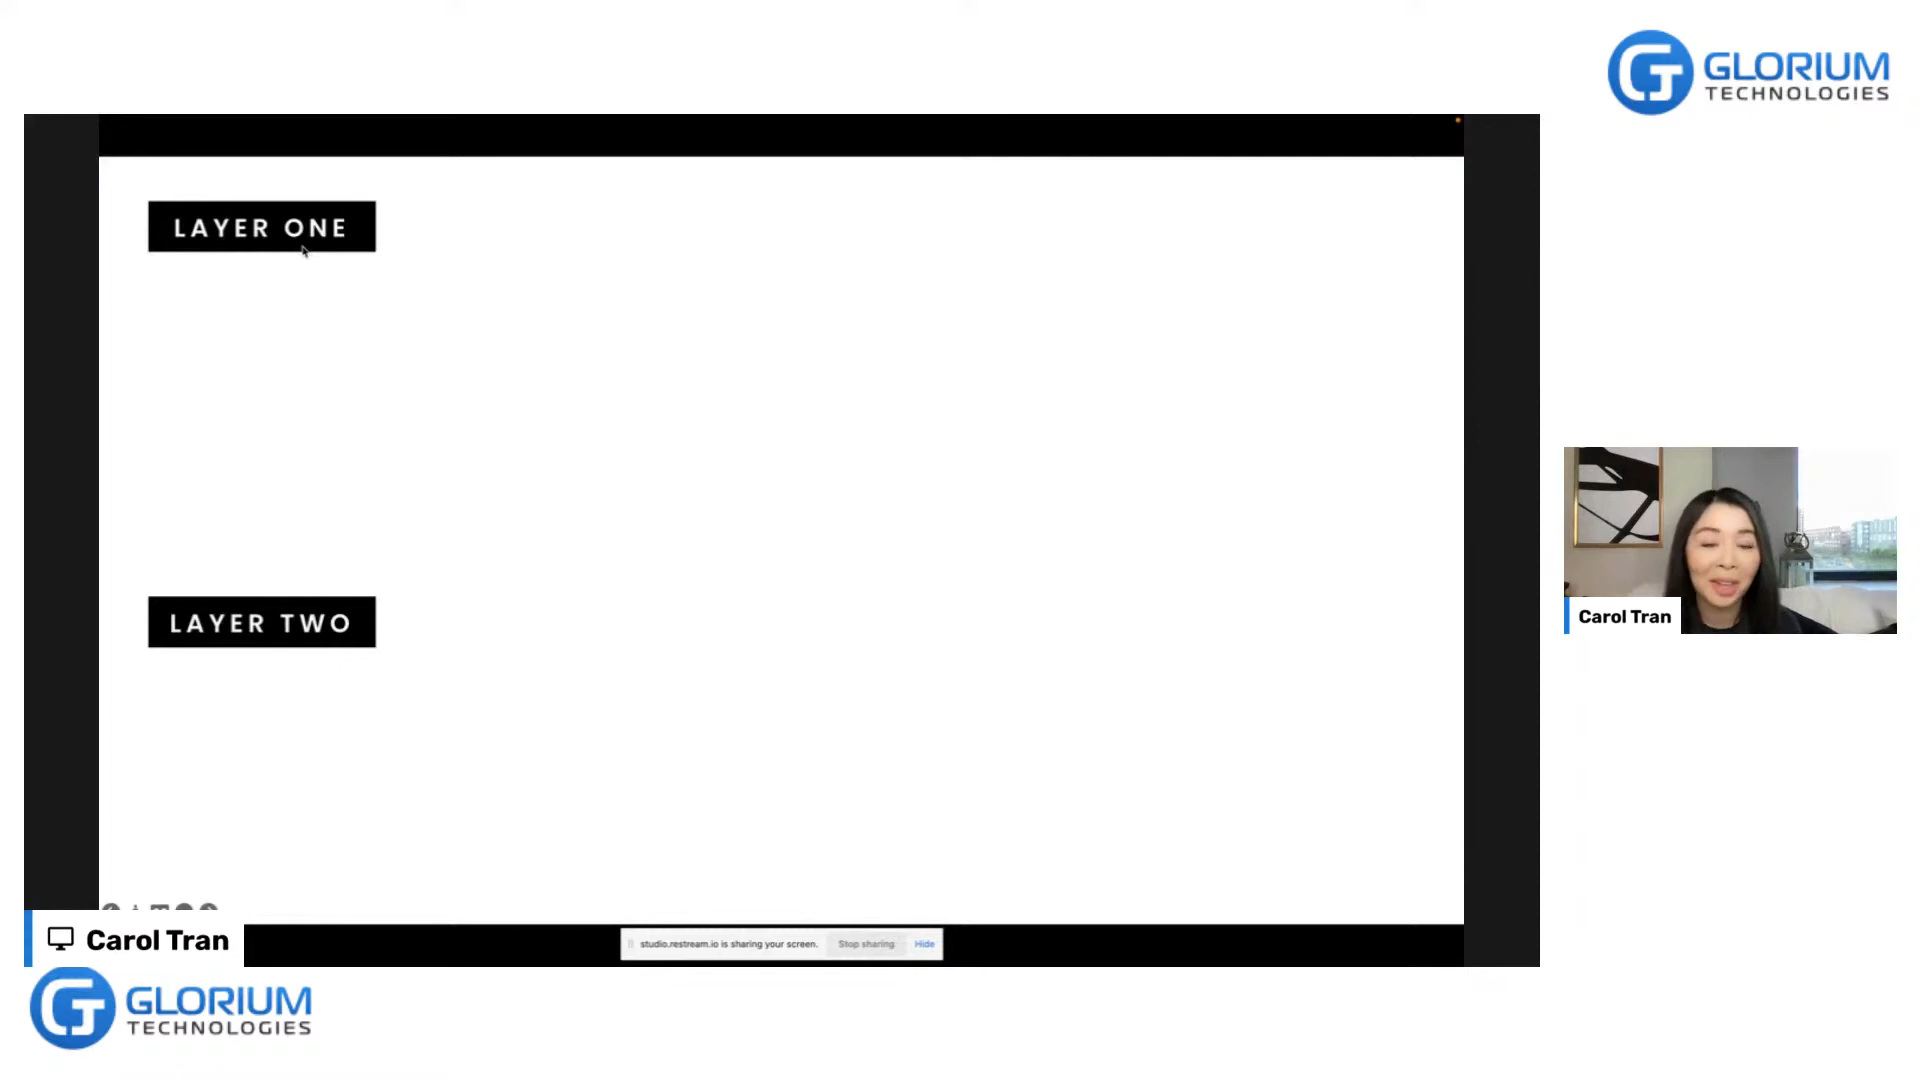 GLORIUM
TECHNOLOGIES
LAYER ONE
LAYER TWO
Carol Tran
Carol Tran
studio.restream.io is sharing your screen. Stop sharing Hide
GLORIUM
TECHNOLOGIES